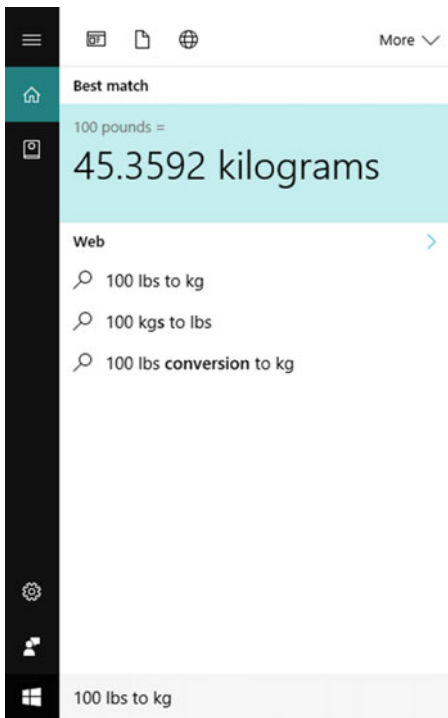 More
Best match
100 pounds =
45.3592 kilograms
Web
100 lbs to kg
100 kgs to lbs
100 lbs conversion to kg
100 lbs to kg